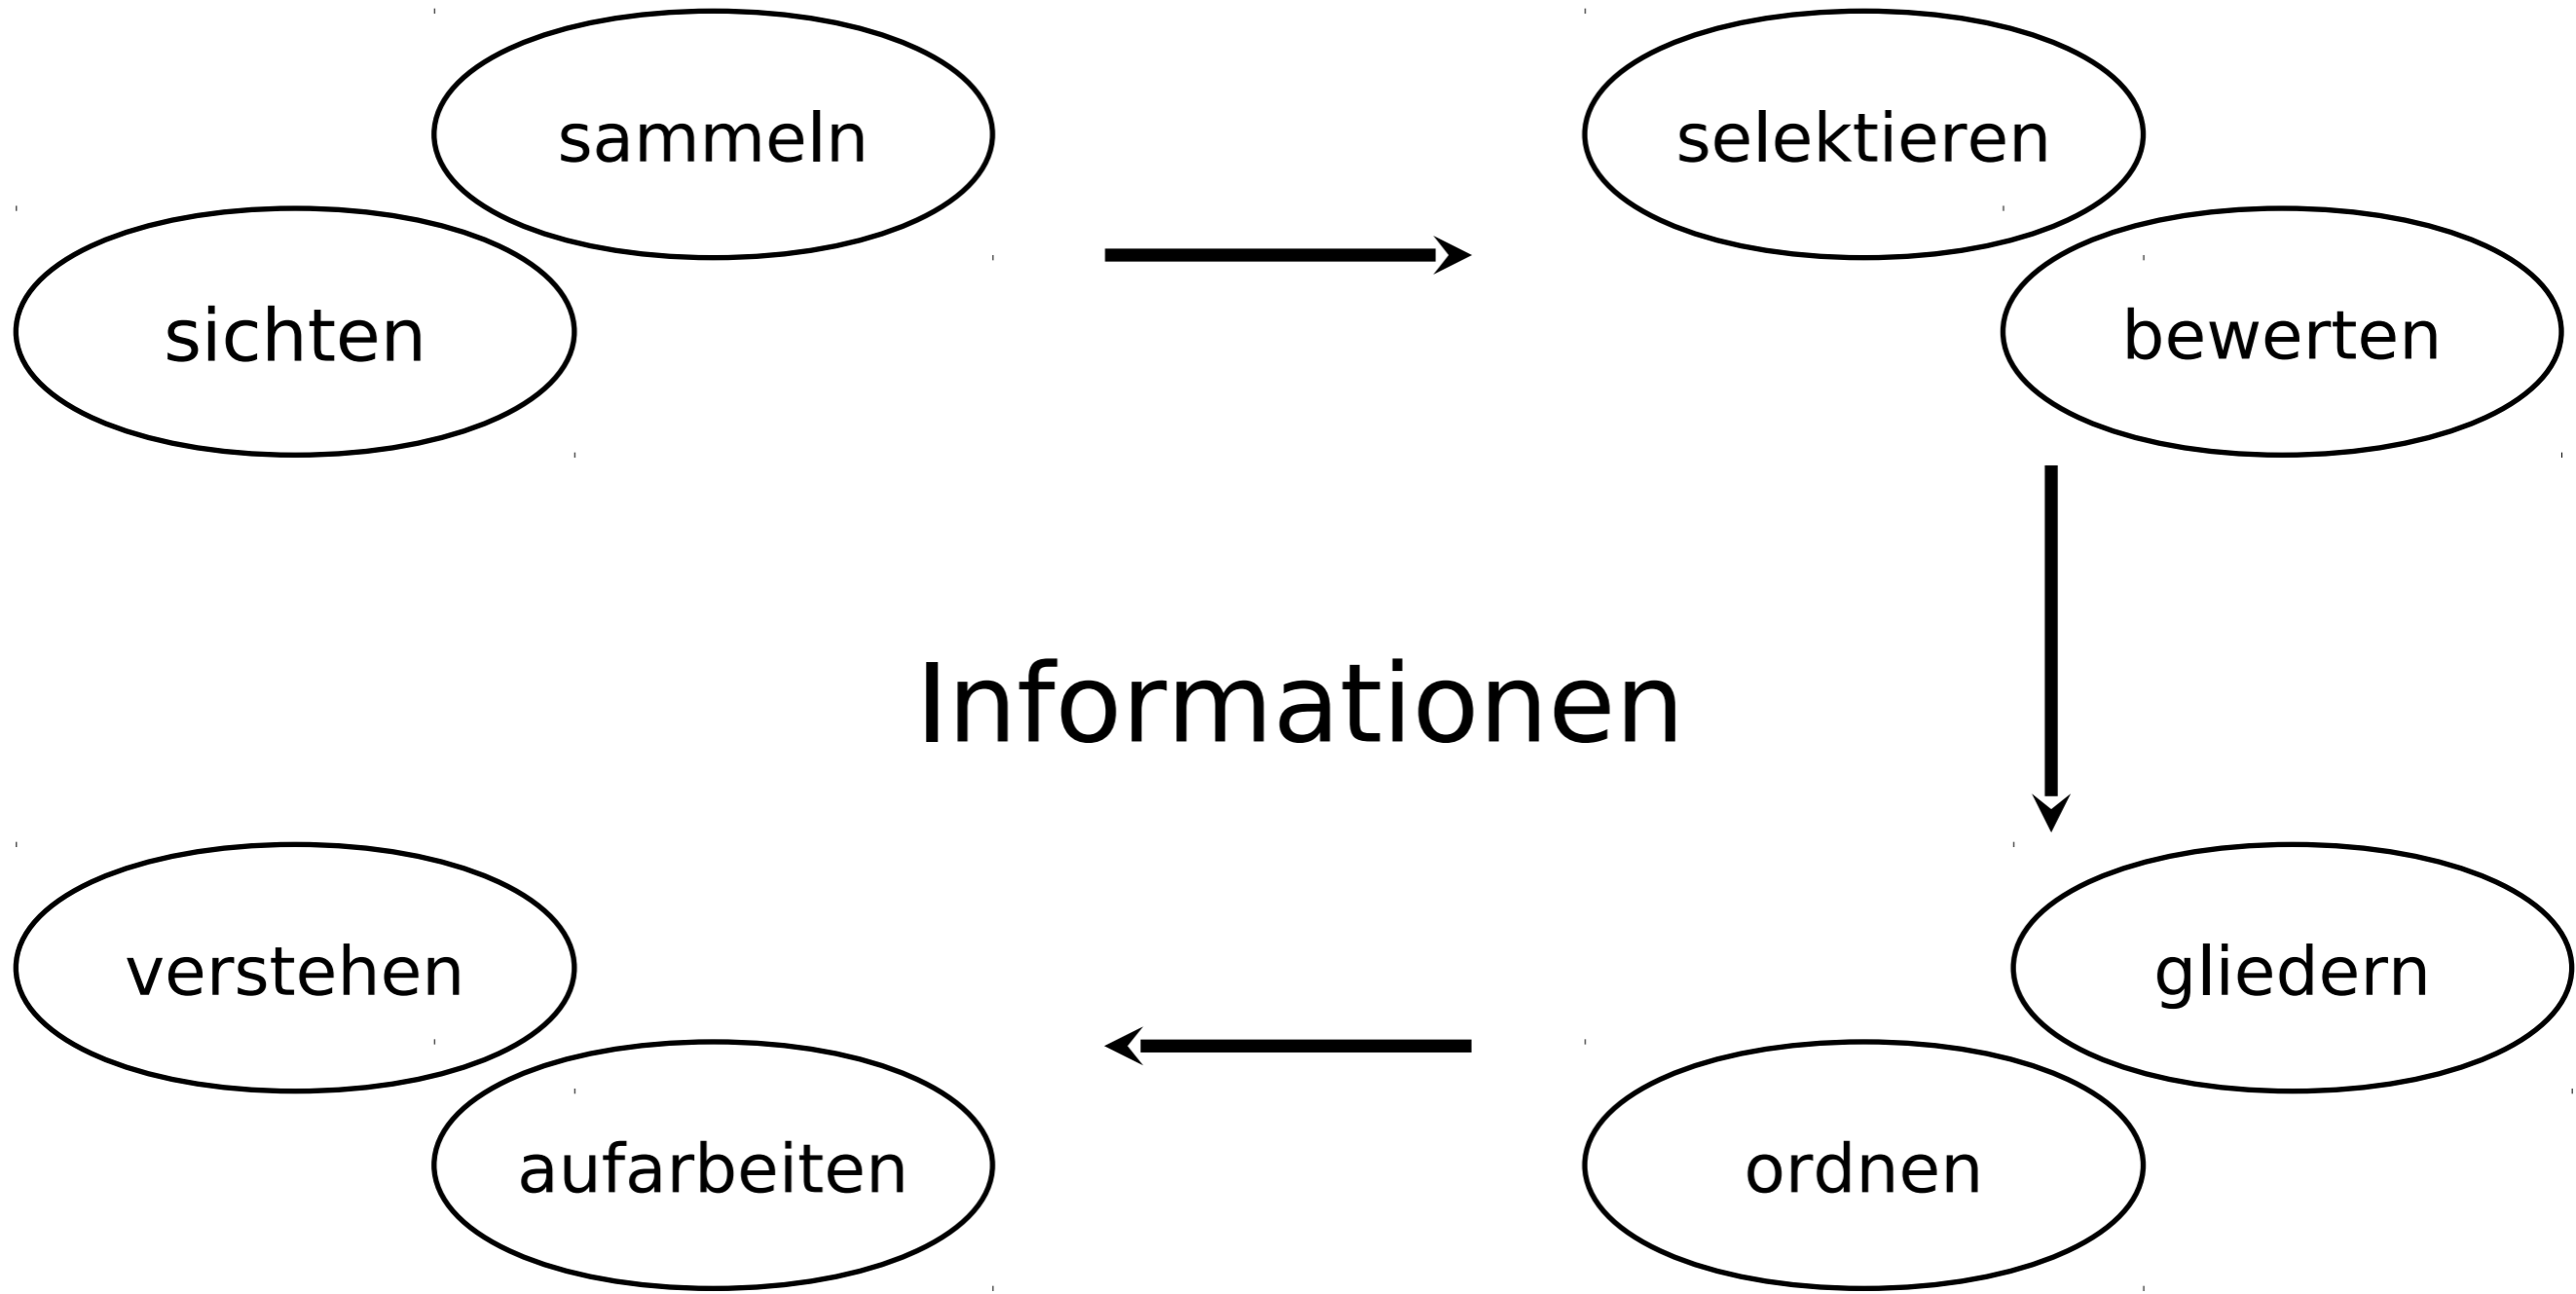 sammeln
sichten
selektieren
bewerten
Informationen
gliedern
ordnen
verstehen
aufarbeiten